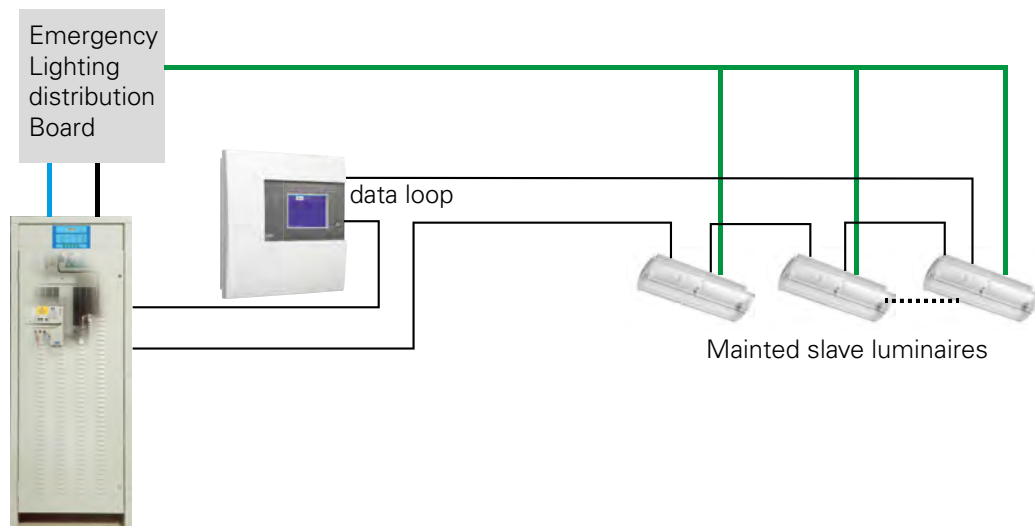 Emergency
Lighting
distribution
Board
data loop
Mainted slave luminaires